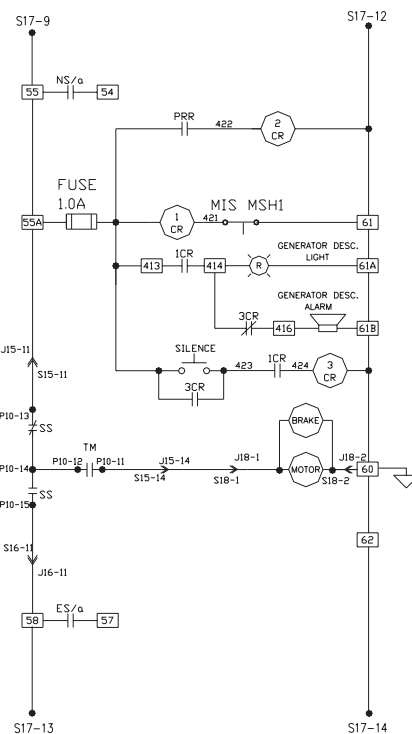 S17-9
S17-12
NS/a
55
54
PRR
422
2
CR
FUSE
1.0A
MIS MSH1
55A
1
CR
421
61
GENERATOR DESC.
LIGHT
413
1CR
414
R
61A
GENERATOR DESC.
ALARM
3CR
416
61B
J15-11
S15-11
SILENCE
423
1CR
424
3
CR
3CR
P10-13
SS
BRAKE
TM
P10-14
P10-12
P10-11
J15-14
S15-14
J18-1
S18-1
MOTOR
J18-2
S18-2
60
SS
P10-15
62
S16-11
J16-11
ES/a
58
57
S17-13
S17-14